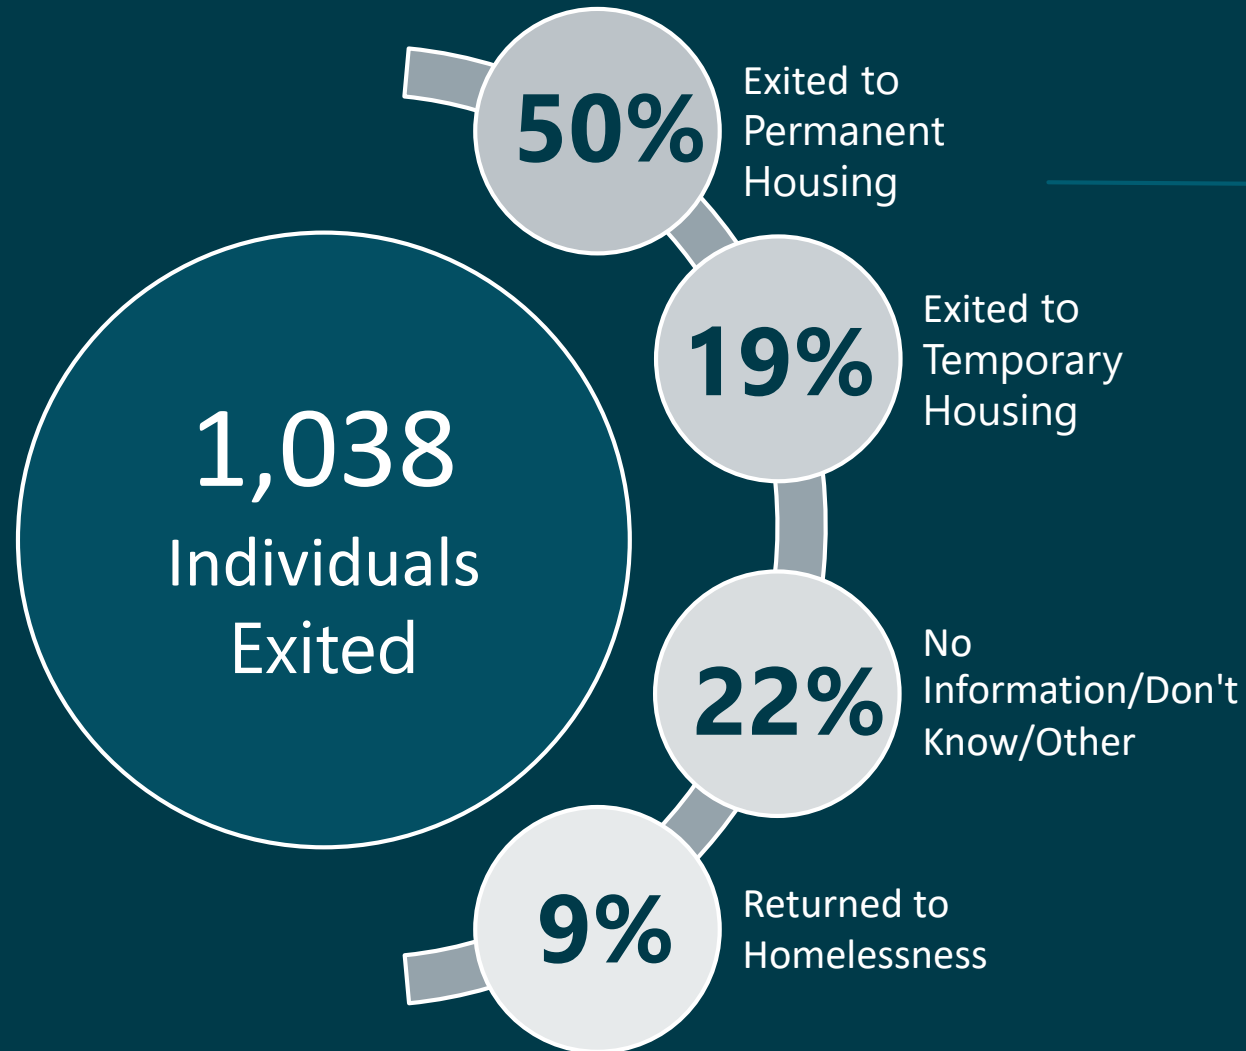 50%
Exited to
Permanent
Housing
19%
Exited to
Temporary
Housing
1,038
Individuals
Exited
22%
No
Information/Don't
Know/Other
9%
Returned to
Homelessness